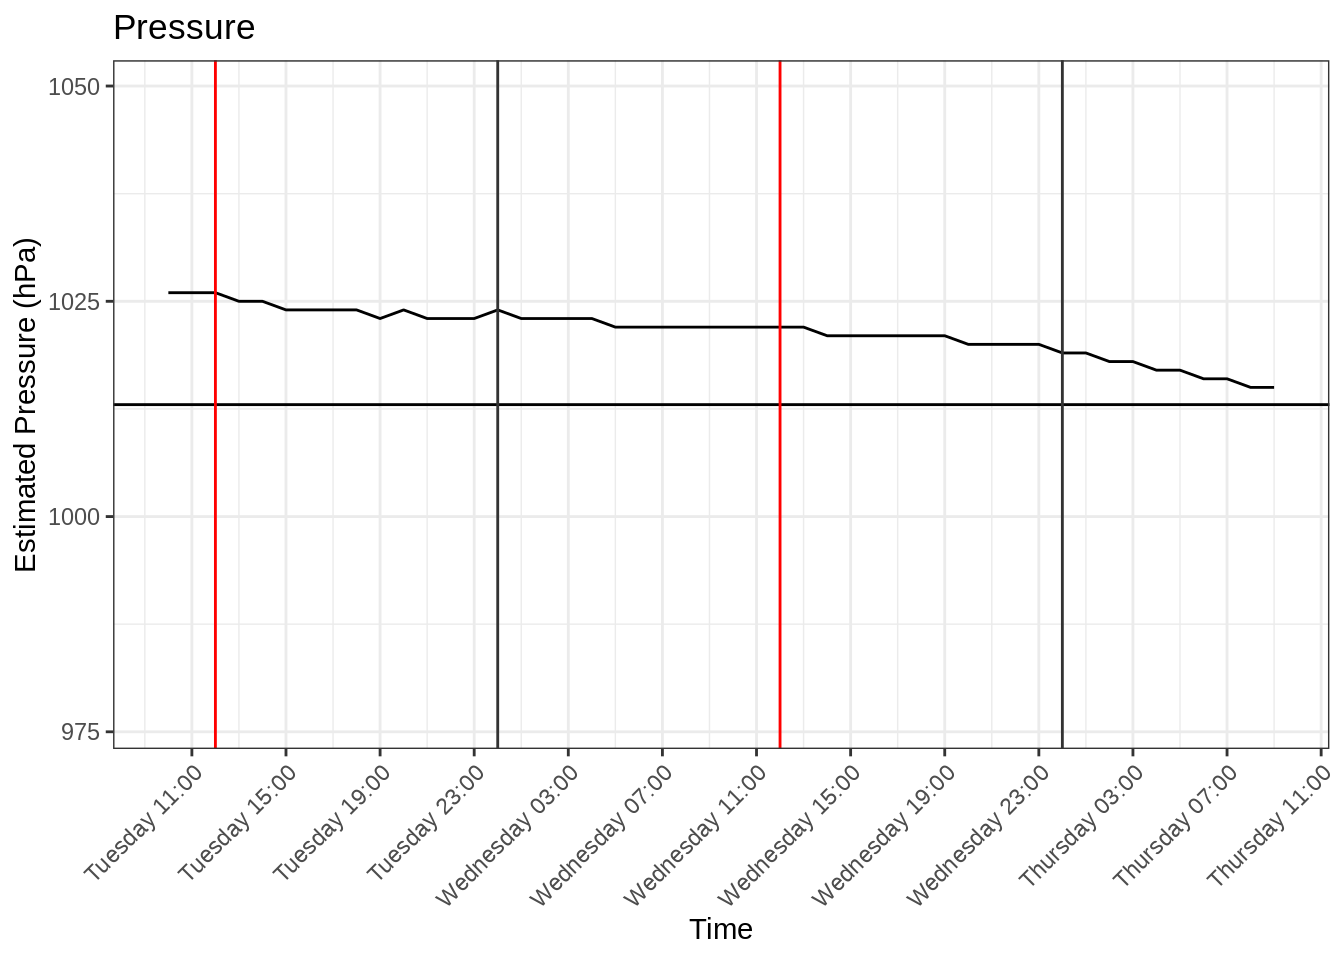 Pressure
Estimated Pressure (hPa)
1050
1025
1000
975
Tuesday 11:00
Tuesday 15:00
Tuesday 19:00
Tuesday 23:00
Wednesday 03:00
Wednesday 07:00
Wednesday 11:00
Wednesday 15:00
Wednesday 19:00
Wednesday 23:00
Thursday 03:00
Thursday 07:00
Thursday 11:00
Time